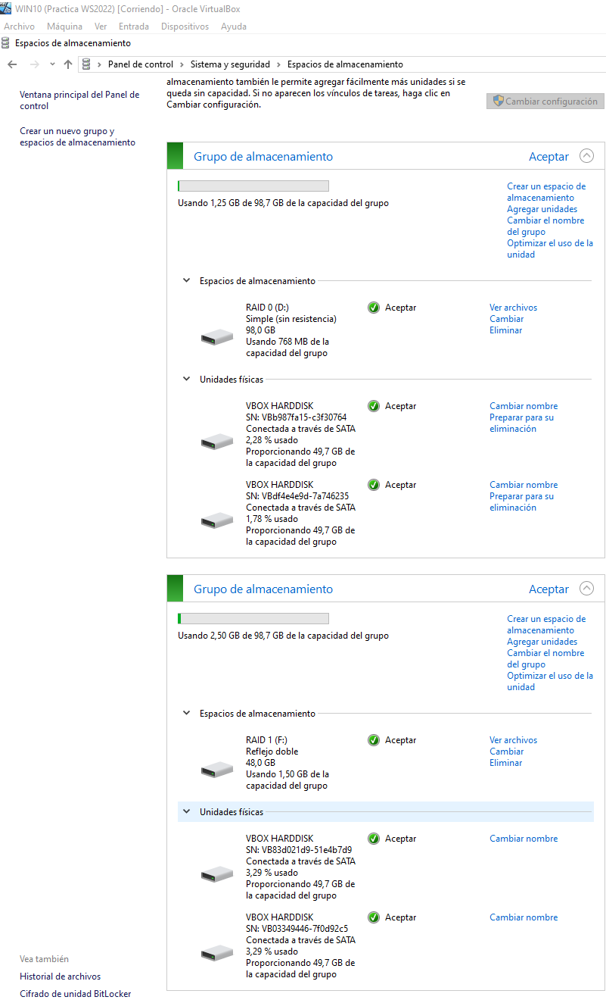 WIN10 (Practica WS2022) [Corriendo] - Oracle VirtualBox
Archivo Máquina Ver Entrada Dispositivos Ayuda
Espacios de almacenamiento
Panel de control > Sistema y seguridad > Espacios de almacenamiento
Ventana principal del Panel de
control
Crear un nuevo grupo y
espacios de almacenamiento
almacenamiento también le permite agregar fácilmente más unidades si se
queda sin capacidad. Si no aparecen los vínculos de tareas, haga clic en
Cambiar configuración.
Cambiar configuración
Grupo de almacenamiento
Aceptar
Usando 1,25 GB de 98,7 GB de la capacidad del grupo
Crear un espacio de
almacenamiento
Agregar unidades
Cambiar el nombre
del grupo
Optimizar el uso de la
unidad
Espacios de almacenamiento
RAID 0 (D:)
Simple (sin resistencia)
98,0 GB
Usando 768 MB de la
capacidad del grupo
Aceptar
Ver archivos
Cambiar
Eliminar
Unidades físicas
VBOX HARDDISK
SN: VBb987fa15-c3f30764
Conectada a través de SATA
2,28 % usado
Proporcionando 49,7 GB de
la capacidad del grupo
Aceptar
Cambiar nombre
Preparar para su
eliminación
VBOX HARDDISK
SN: VBdf4e4e9d-7a746235
Conectada a través de SATA
1,78 % usado
Proporcionando 49,7 GB de
la capacidad del grupo
Aceptar
Cambiar nombre
Preparar para su
eliminación
Grupo de almacenamiento
Aceptar
Usando 2,50 GB de 98,7 GB de la capacidad del grupo
Crear un espacio de
almacenamiento
Agregar unidades
Cambiar el nombre
del grupo
Optimizar el uso de la
unidad
Espacios de almacenamiento
RAID 1 (F:)
Reflejo doble
48,0 GB
Usando 1,50 GB de la
capacidad del grupo
Aceptar
Ver archivos
Cambiar
Eliminar
Unidades físicas
VBOX HARDDISK
SN: VB83d021d9-51e4b7d9
Conectada a través de SATA
3,29 % usado
Proporcionando 49,7 GB de
la capacidad del grupo
Aceptar
Cambiar nombre
VBOX HARDDISK
SN: VB03349446-7f0d92c5
Conectada a través de SATA
3,29 % usado
Proporcionando 49,7 GB de
la capacidad del grupo
Aceptar
Cambiar nombre
Vea también
Historial de archivos
Cifrado de unidad BitLocker